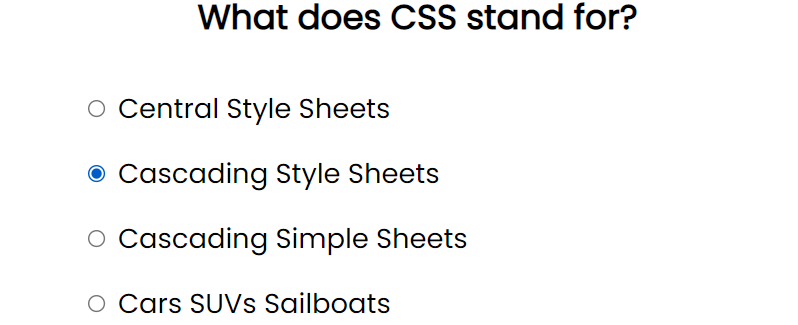 What does CSS stand for?
Central Style Sheets
Cascading Style Sheets
Cascading Simple Sheets
Cars SUVs Sailboats